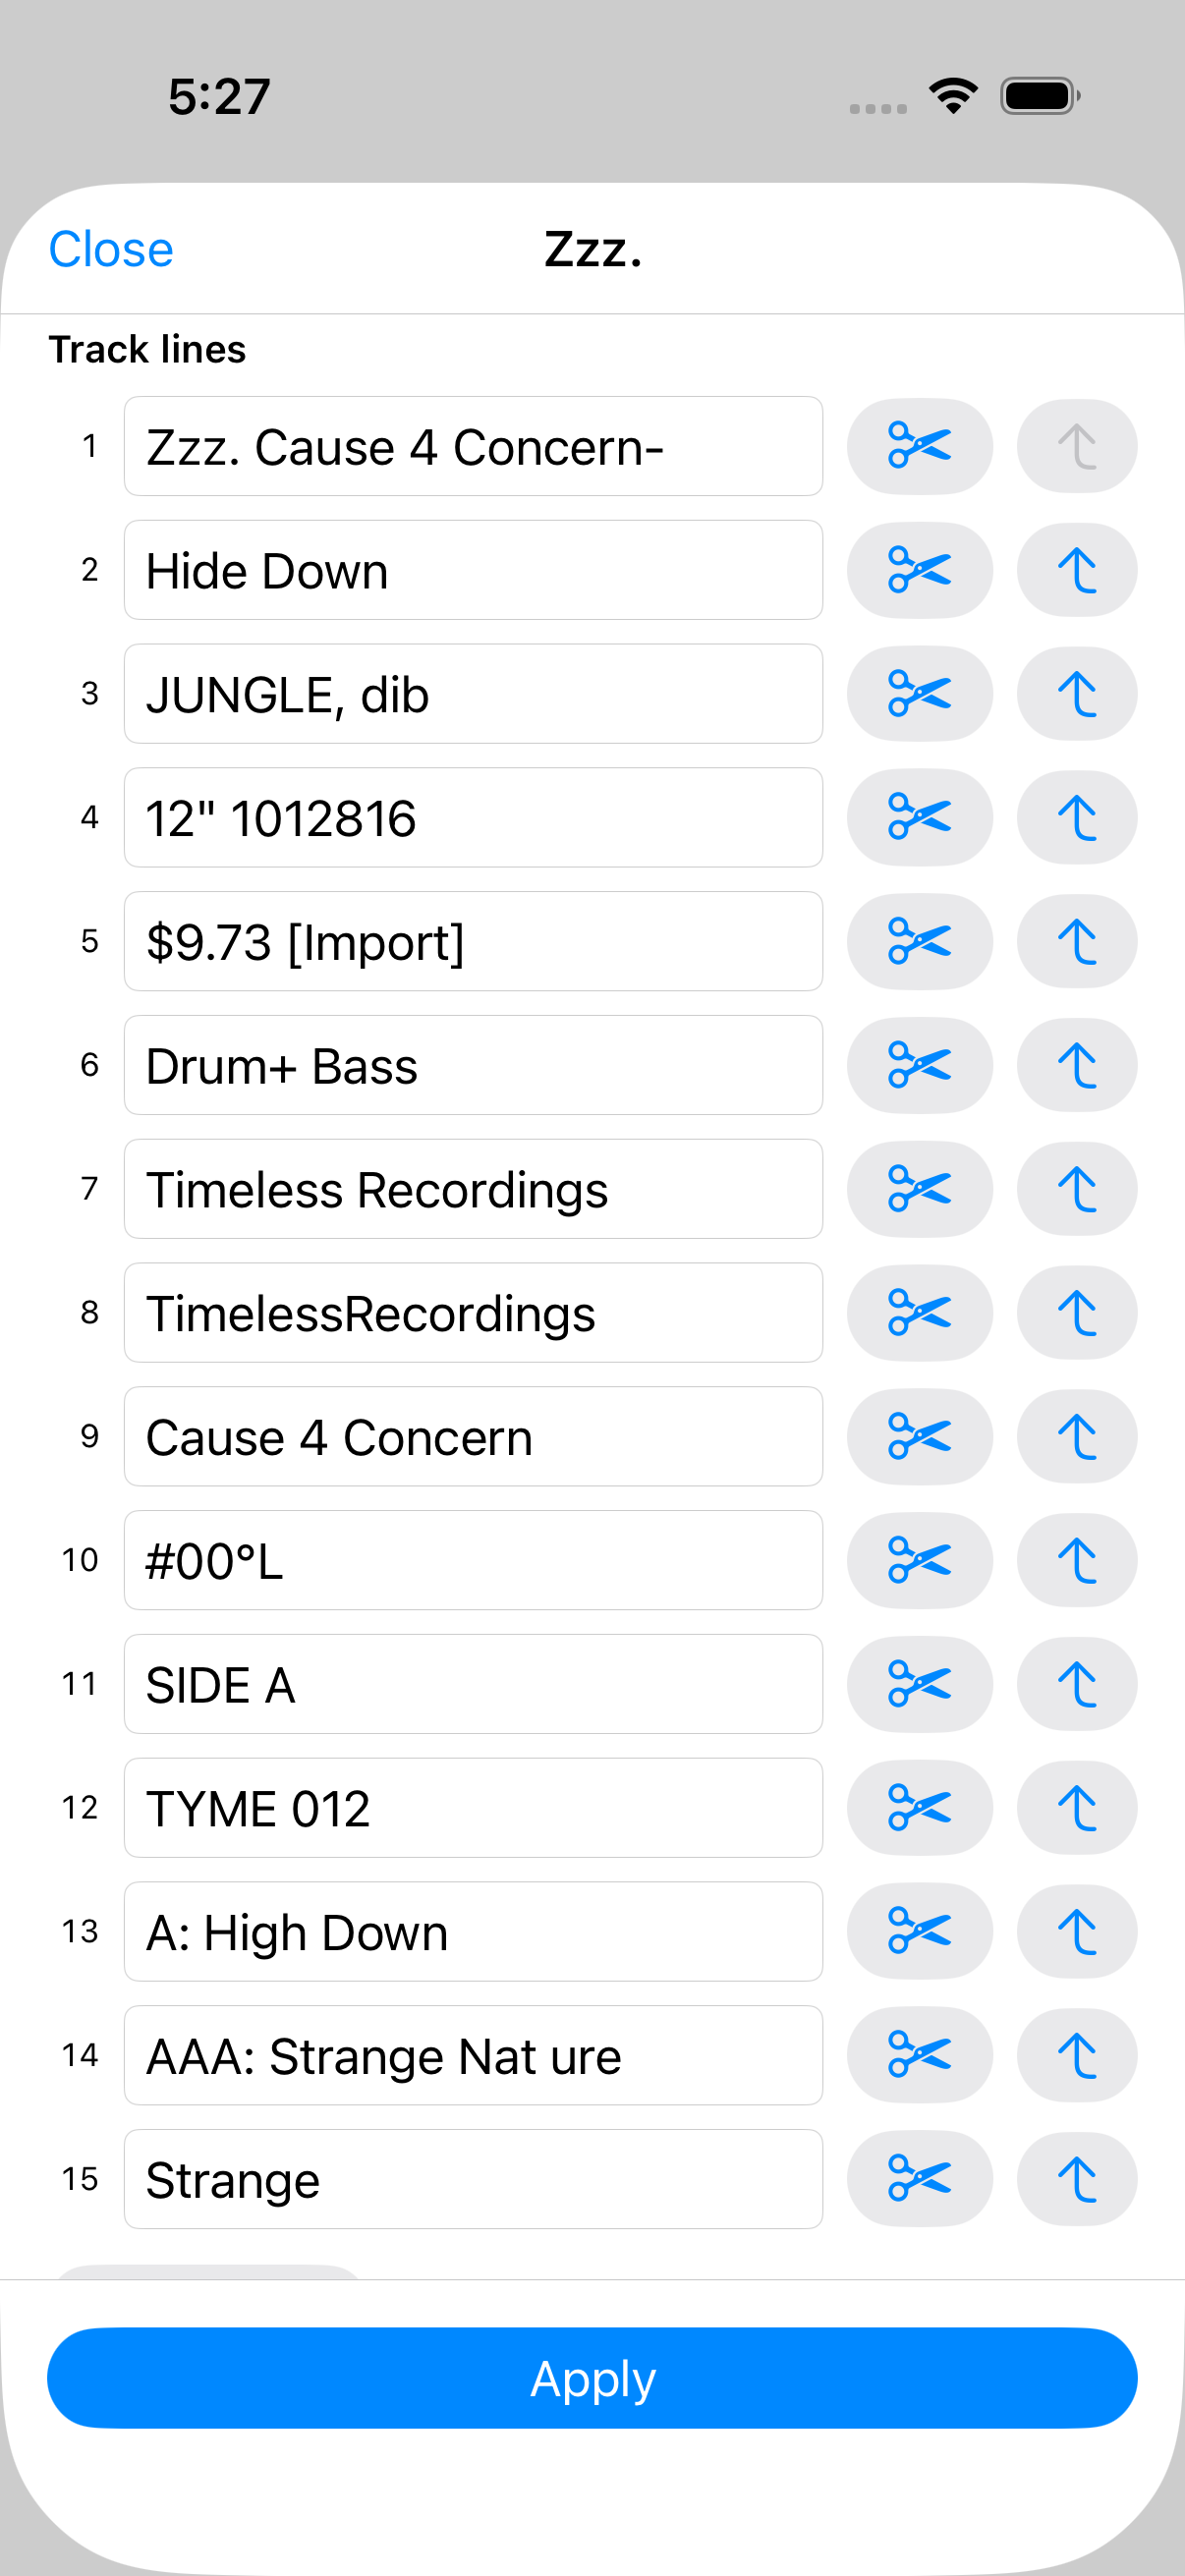 5:27
Close
Zzz.
Track lines
1 Zzz. Cause 4 Concern-
2 Hide Down
3 JUNGLE, dib
4 12" 1012816
5 $9.73 [Import]
6 Drum+ Bass
7 Timeless Recordings
8 TimelessRecordings
9 Cause 4 Concern
10 #00°L
11 SIDE A
12 TYME 012
13 A: High Down
14 AAA: Strange Nat ure
15 Strange
Apply